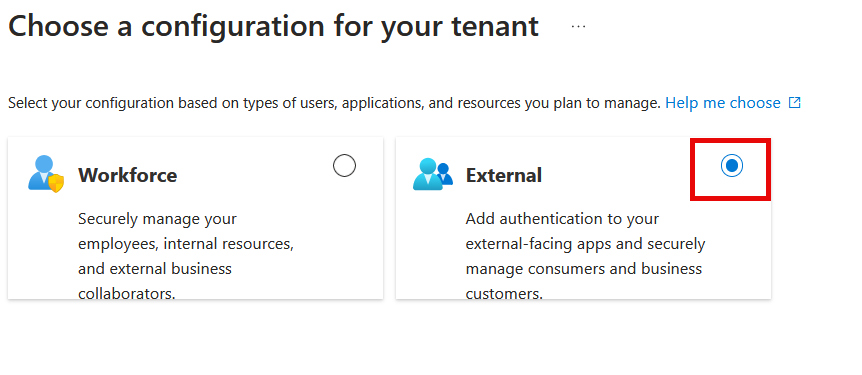 Choose a configuration for your tenant ...
Select your configuration based on types of users, applications, and resources you plan to manage. Help me choose
Workforce
Securely manage your
employees, internal resources,
and external business
collaborators.
External
Add authentication to your
external-facing apps and securely
manage consumers and business
customers.